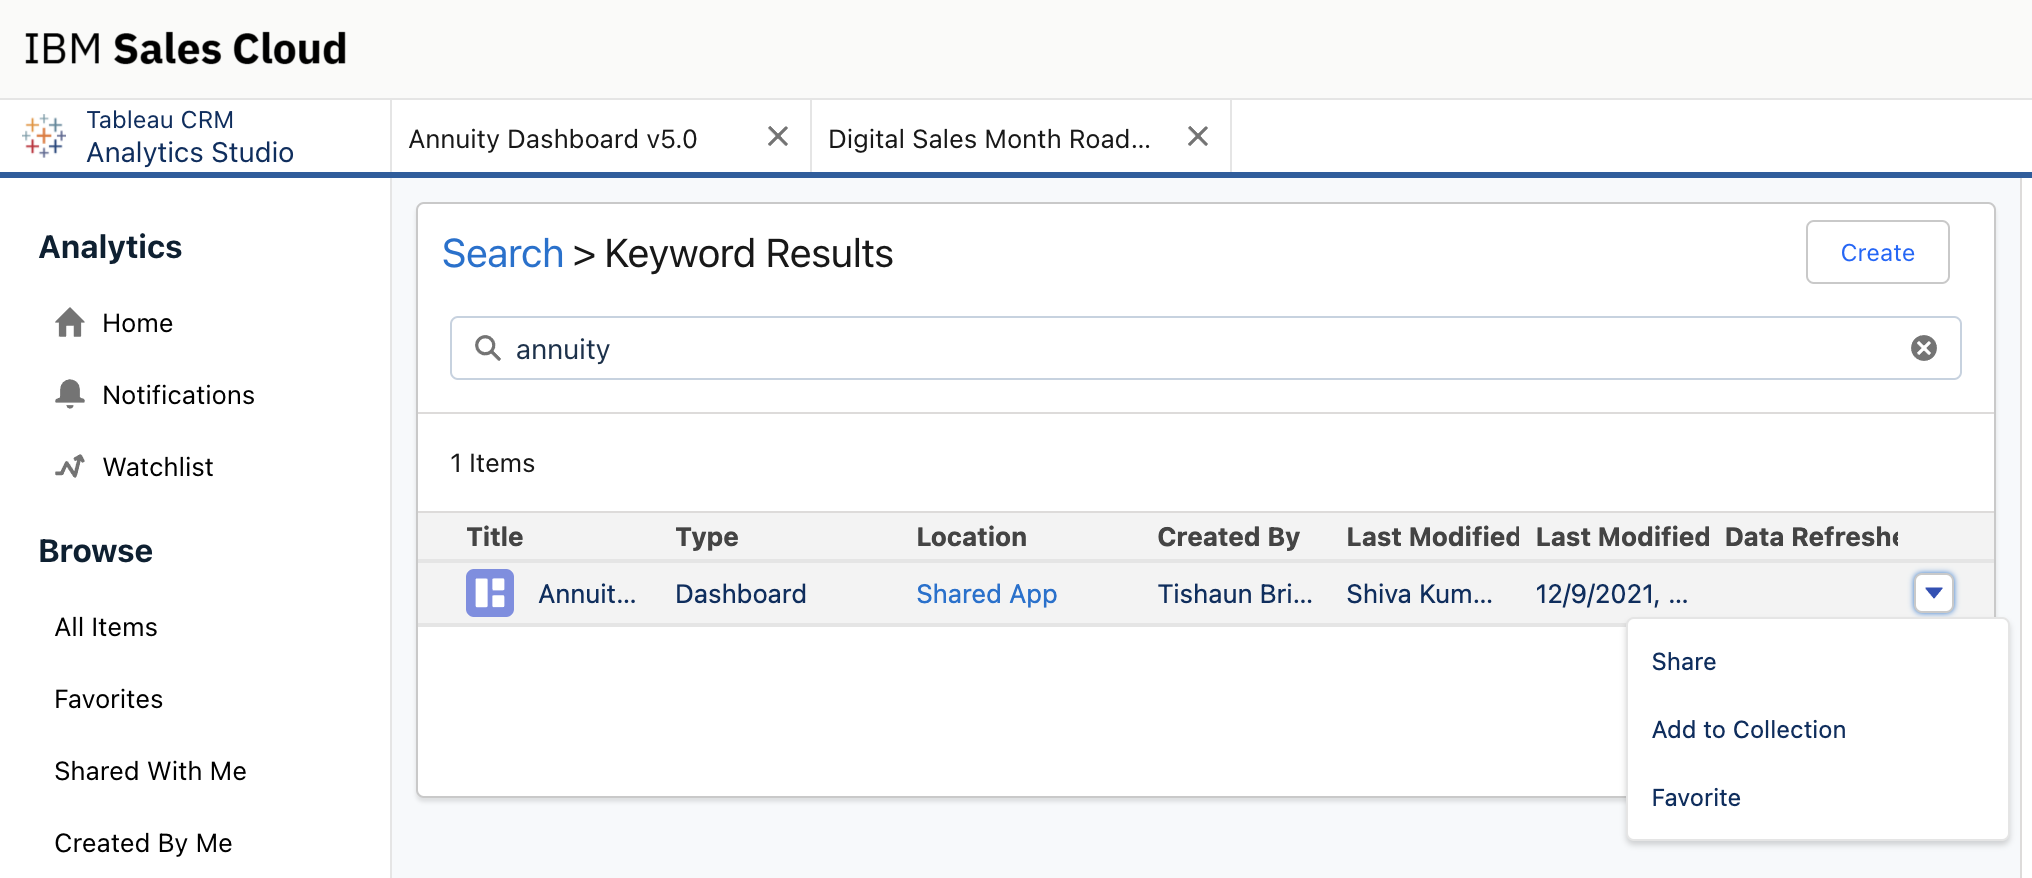 IBM Sales Cloud
Tableau CRM
Analytics Studio
Annuity Dashboard v5.0
Digital Sales Month Road...
Analytics
Home
Notifications
Watchlist
Browse
All Items
Favorites
Shared With Me
Created By Me
Search > Keyword Results
Create
annuity
1 Items
Title Type Location Created By Last Modified Last Modified Data Refreshe
Annuit... Dashboard Shared App Tishaun Bri... Shiva Kum... 12/9/2021, ...
Share
Add to Collection
Favorite